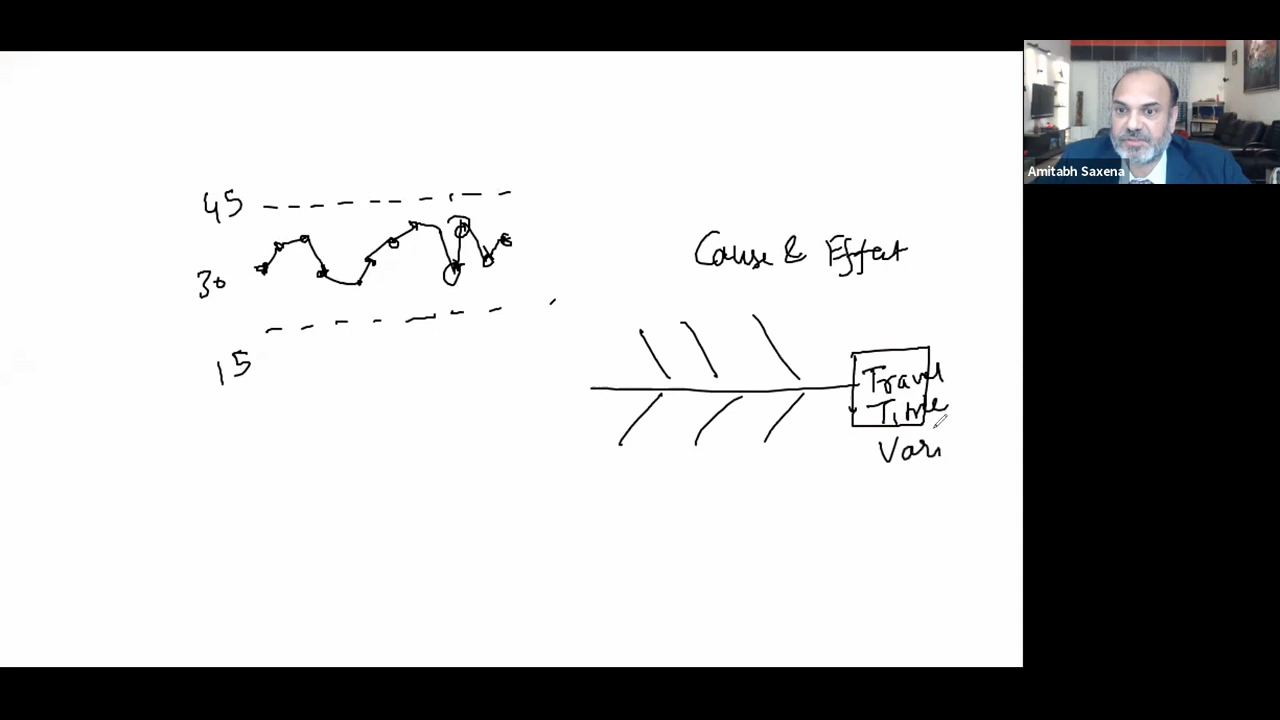 45
30
15
Cause & Effect
Travel
Time
Vari
Amitabh Saxena